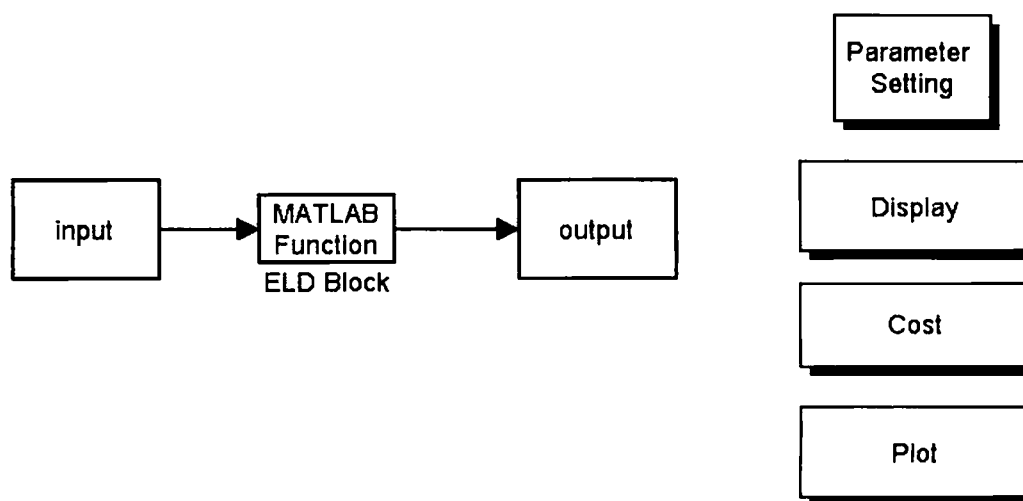 input
MATLAB
Function
ELD Block
output
Parameter
Setting
Display
Cost
Plot